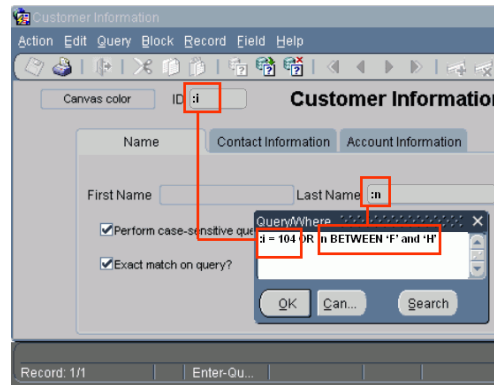 Customer Information
Action Edit Query Block Record Field Help
Canvas color ID :i Customer Information
Name Contact Information Account Information
First Name Last Name :n
Perform case-sensitive que
QueryWhere
:i = 104 OR :n BETWEEN 'F' and 'H'
Exact match on query?
OK Can... Search
Record: 1/1 Enter-Qu...